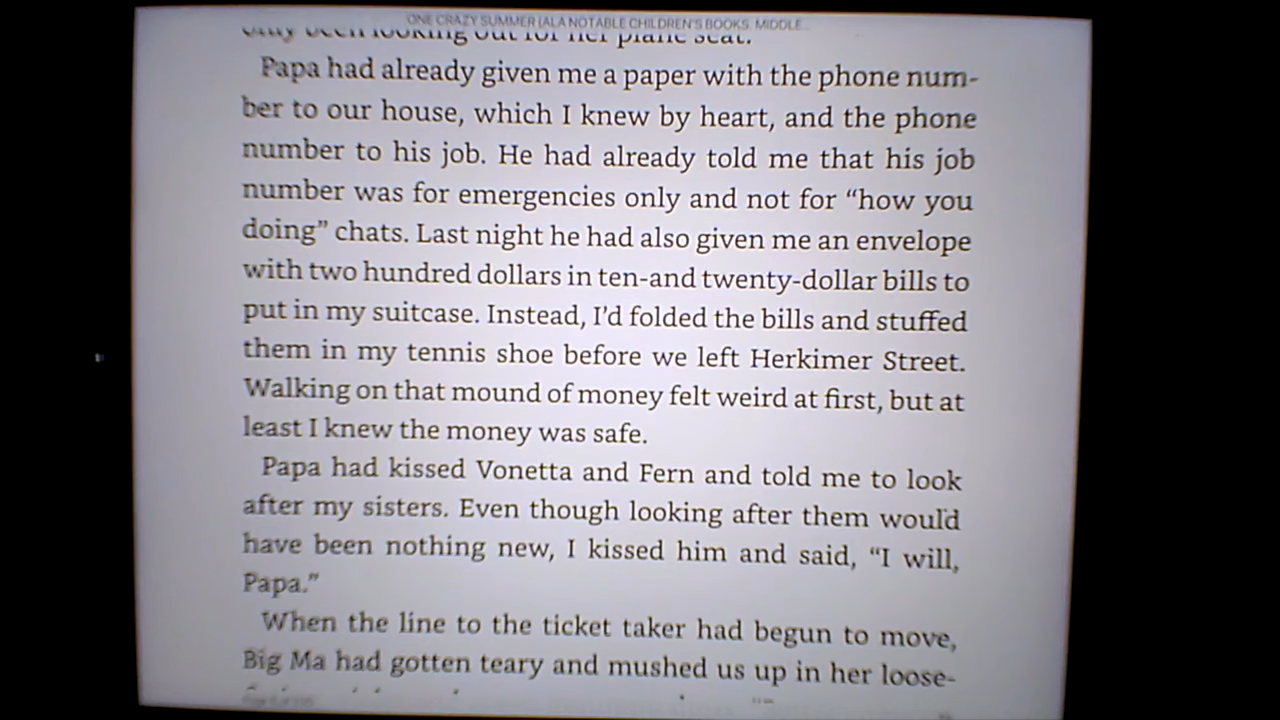 ONE CRAZY SUMMER (ALA NOTABLE CHILDREN'S BOOKS. MIDDLE...
only been looking out for her plane seat.
Papa had already given me a paper with the phone num-
ber to our house, which I knew by heart, and the phone
number to his job. He had already told me that his job
number was for emergencies only and not for “how you
doing” chats. Last night he had also given me an envelope
with two hundred dollars in ten-and twenty-dollar bills to
put in my suitcase. Instead, I’d folded the bills and stuffed
them in my tennis shoe before we left Herkimer Street.
Walking on that mound of money felt weird at first, but at
least I knew the money was safe.
Papa had kissed Vonetta and Fern and told me to look
after my sisters. Even though looking after them would
have been nothing new, I kissed him and said, “I will,
Papa.”
When the line to the ticket taker had begun to move,
Big Ma had gotten teary and mushed us up in her loose-